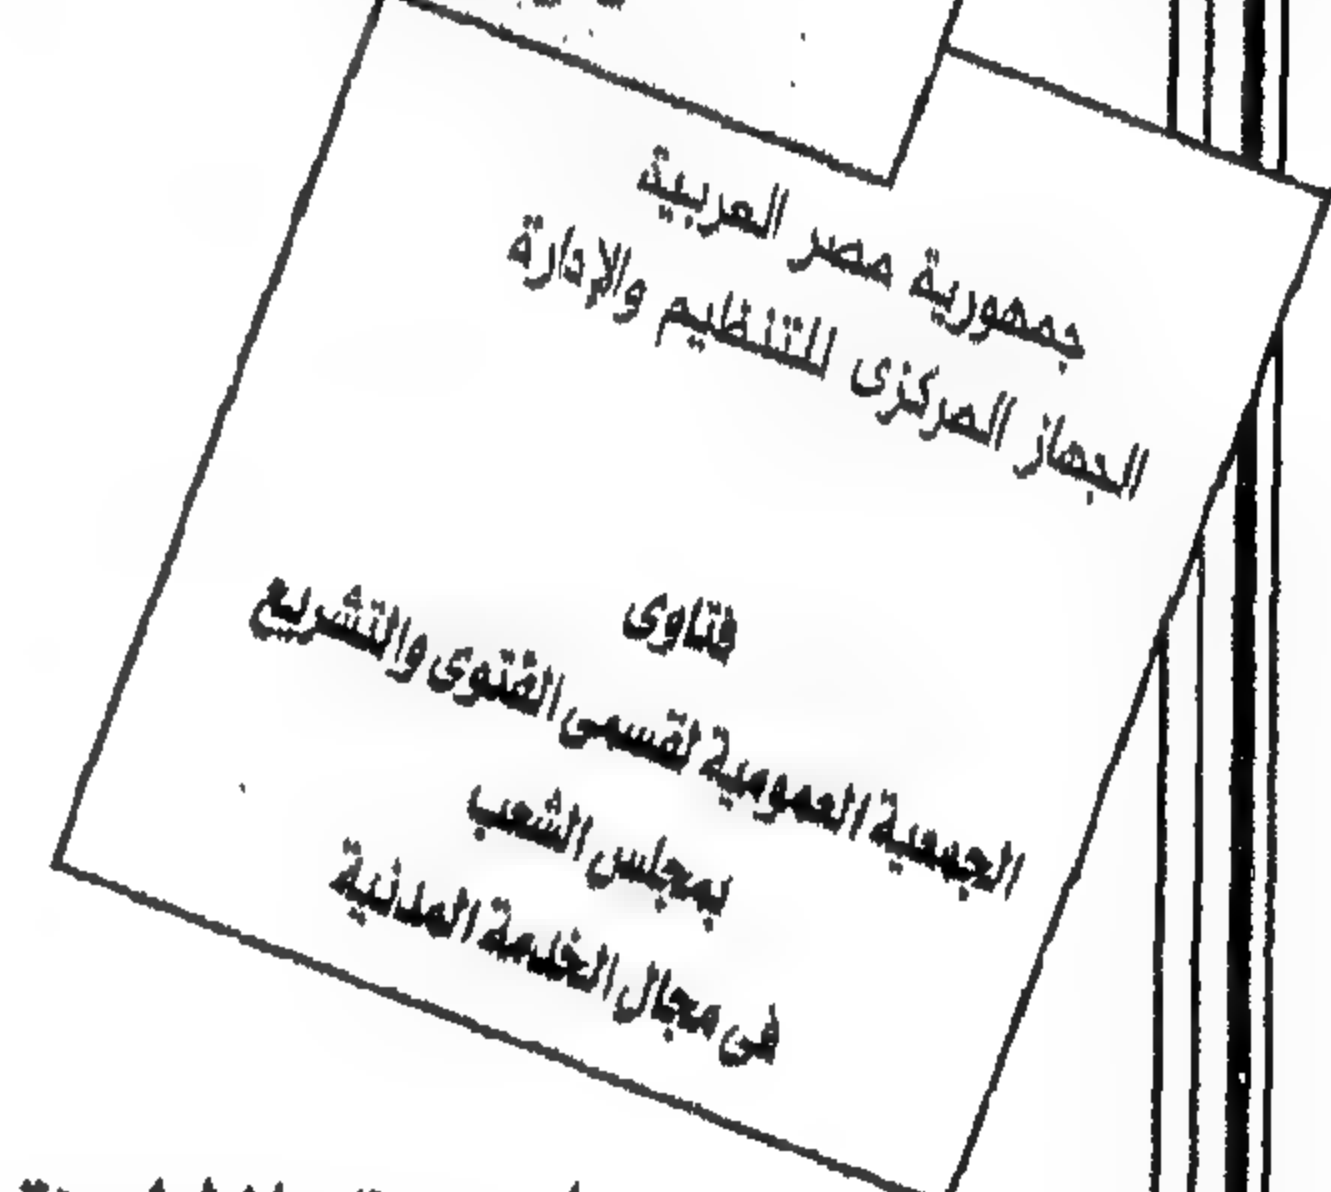 جمهورية مصر العربية
الجهاز المركزى للتنظيم والإدارة
فتاوى
الجمعية العمومية لقسمى الفتوى والتشريع
بمجلس الشعب
فى مجال الخدمة المدنية